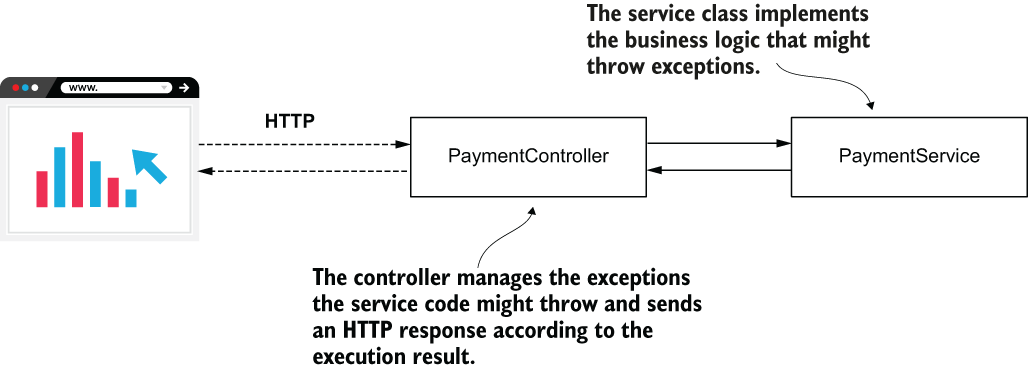 The service class implements
the business logic that might
throw exceptions.
www.
HTTP
PaymentController
PaymentService
The controller manages the exceptions
the service code might throw and sends
an HTTP response according to the
execution result.